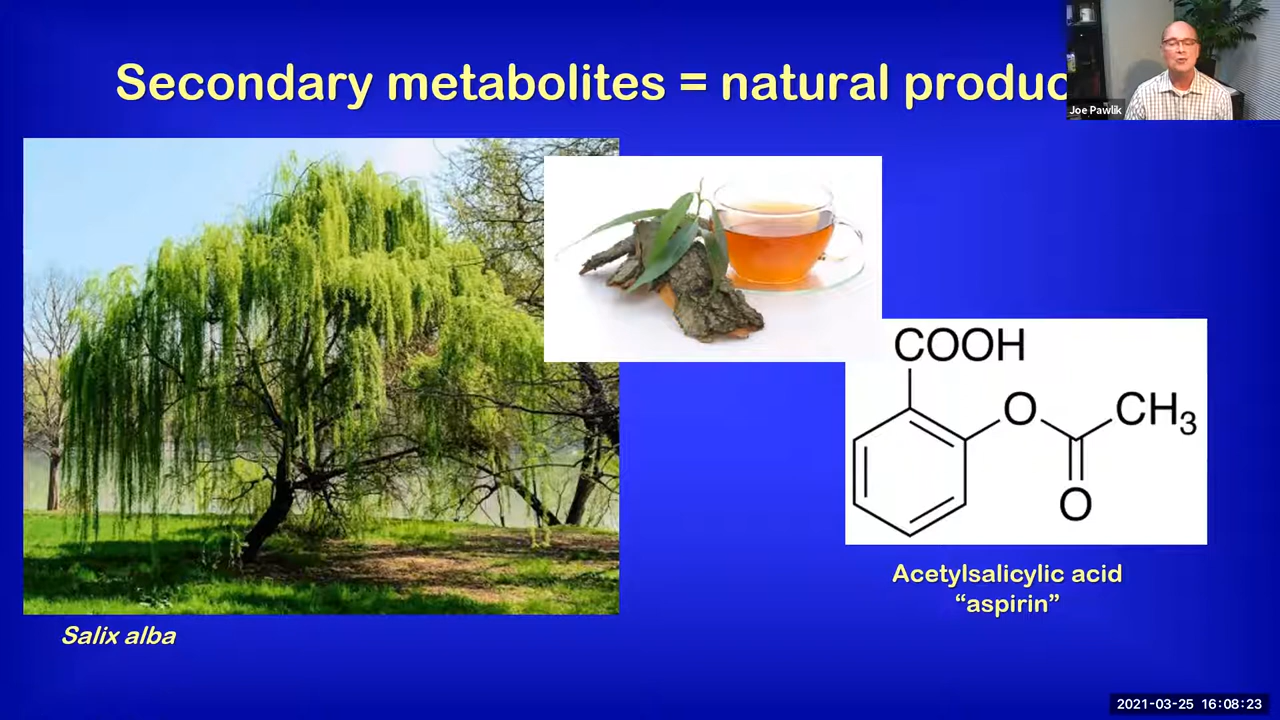 Secondary metabolites = natural produc
Joe Pawlik
COOH
O
CH3
O
Acetylsalicylic acid
“aspirin”
Salix alba
2021-03-25 16:08:23